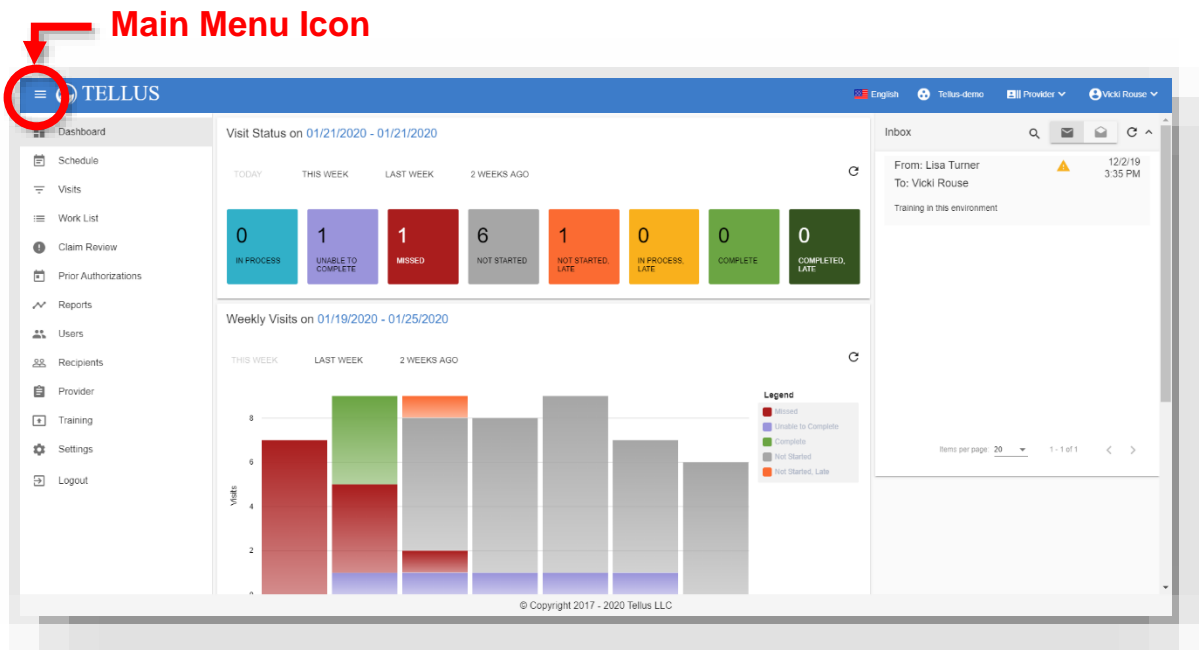 Main Menu Icon
TELLUS
English
Tellus-demo
Provider
Vicki Rouse
Dashboard
Schedule
Visits
Work List
Claim Review
Prior Authorizations
Reports
Users
Recipients
Provider
Training
Settings
Logout
Visit Status on 01/21/2020 - 01/21/2020
TODAY THIS WEEK LAST WEEK 2 WEEKS AGO
0
IN PROCESS
1
UNABLE TO
COMPLETE
1
MISSED
6
NOT STARTED
1
NOT STARTED,
LATE
0
IN PROCESS,
LATE
0
COMPLETE
0
COMPLETED,
LATE
Weekly Visits on 01/19/2020 - 01/25/2020
THIS WEEK LAST WEEK 2 WEEKS AGO
Visits
8
6
4
2
0
Legend
Missed
Unable to Complete
Complete
Not Started
Not Started, Late
Inbox
From: Lisa Turner
To: Vicki Rouse
12/2/19
3:35 PM
Training in this environment
Items per page 20 1 - 1 of 1
© Copyright 2017 - 2020 Tellus LLC